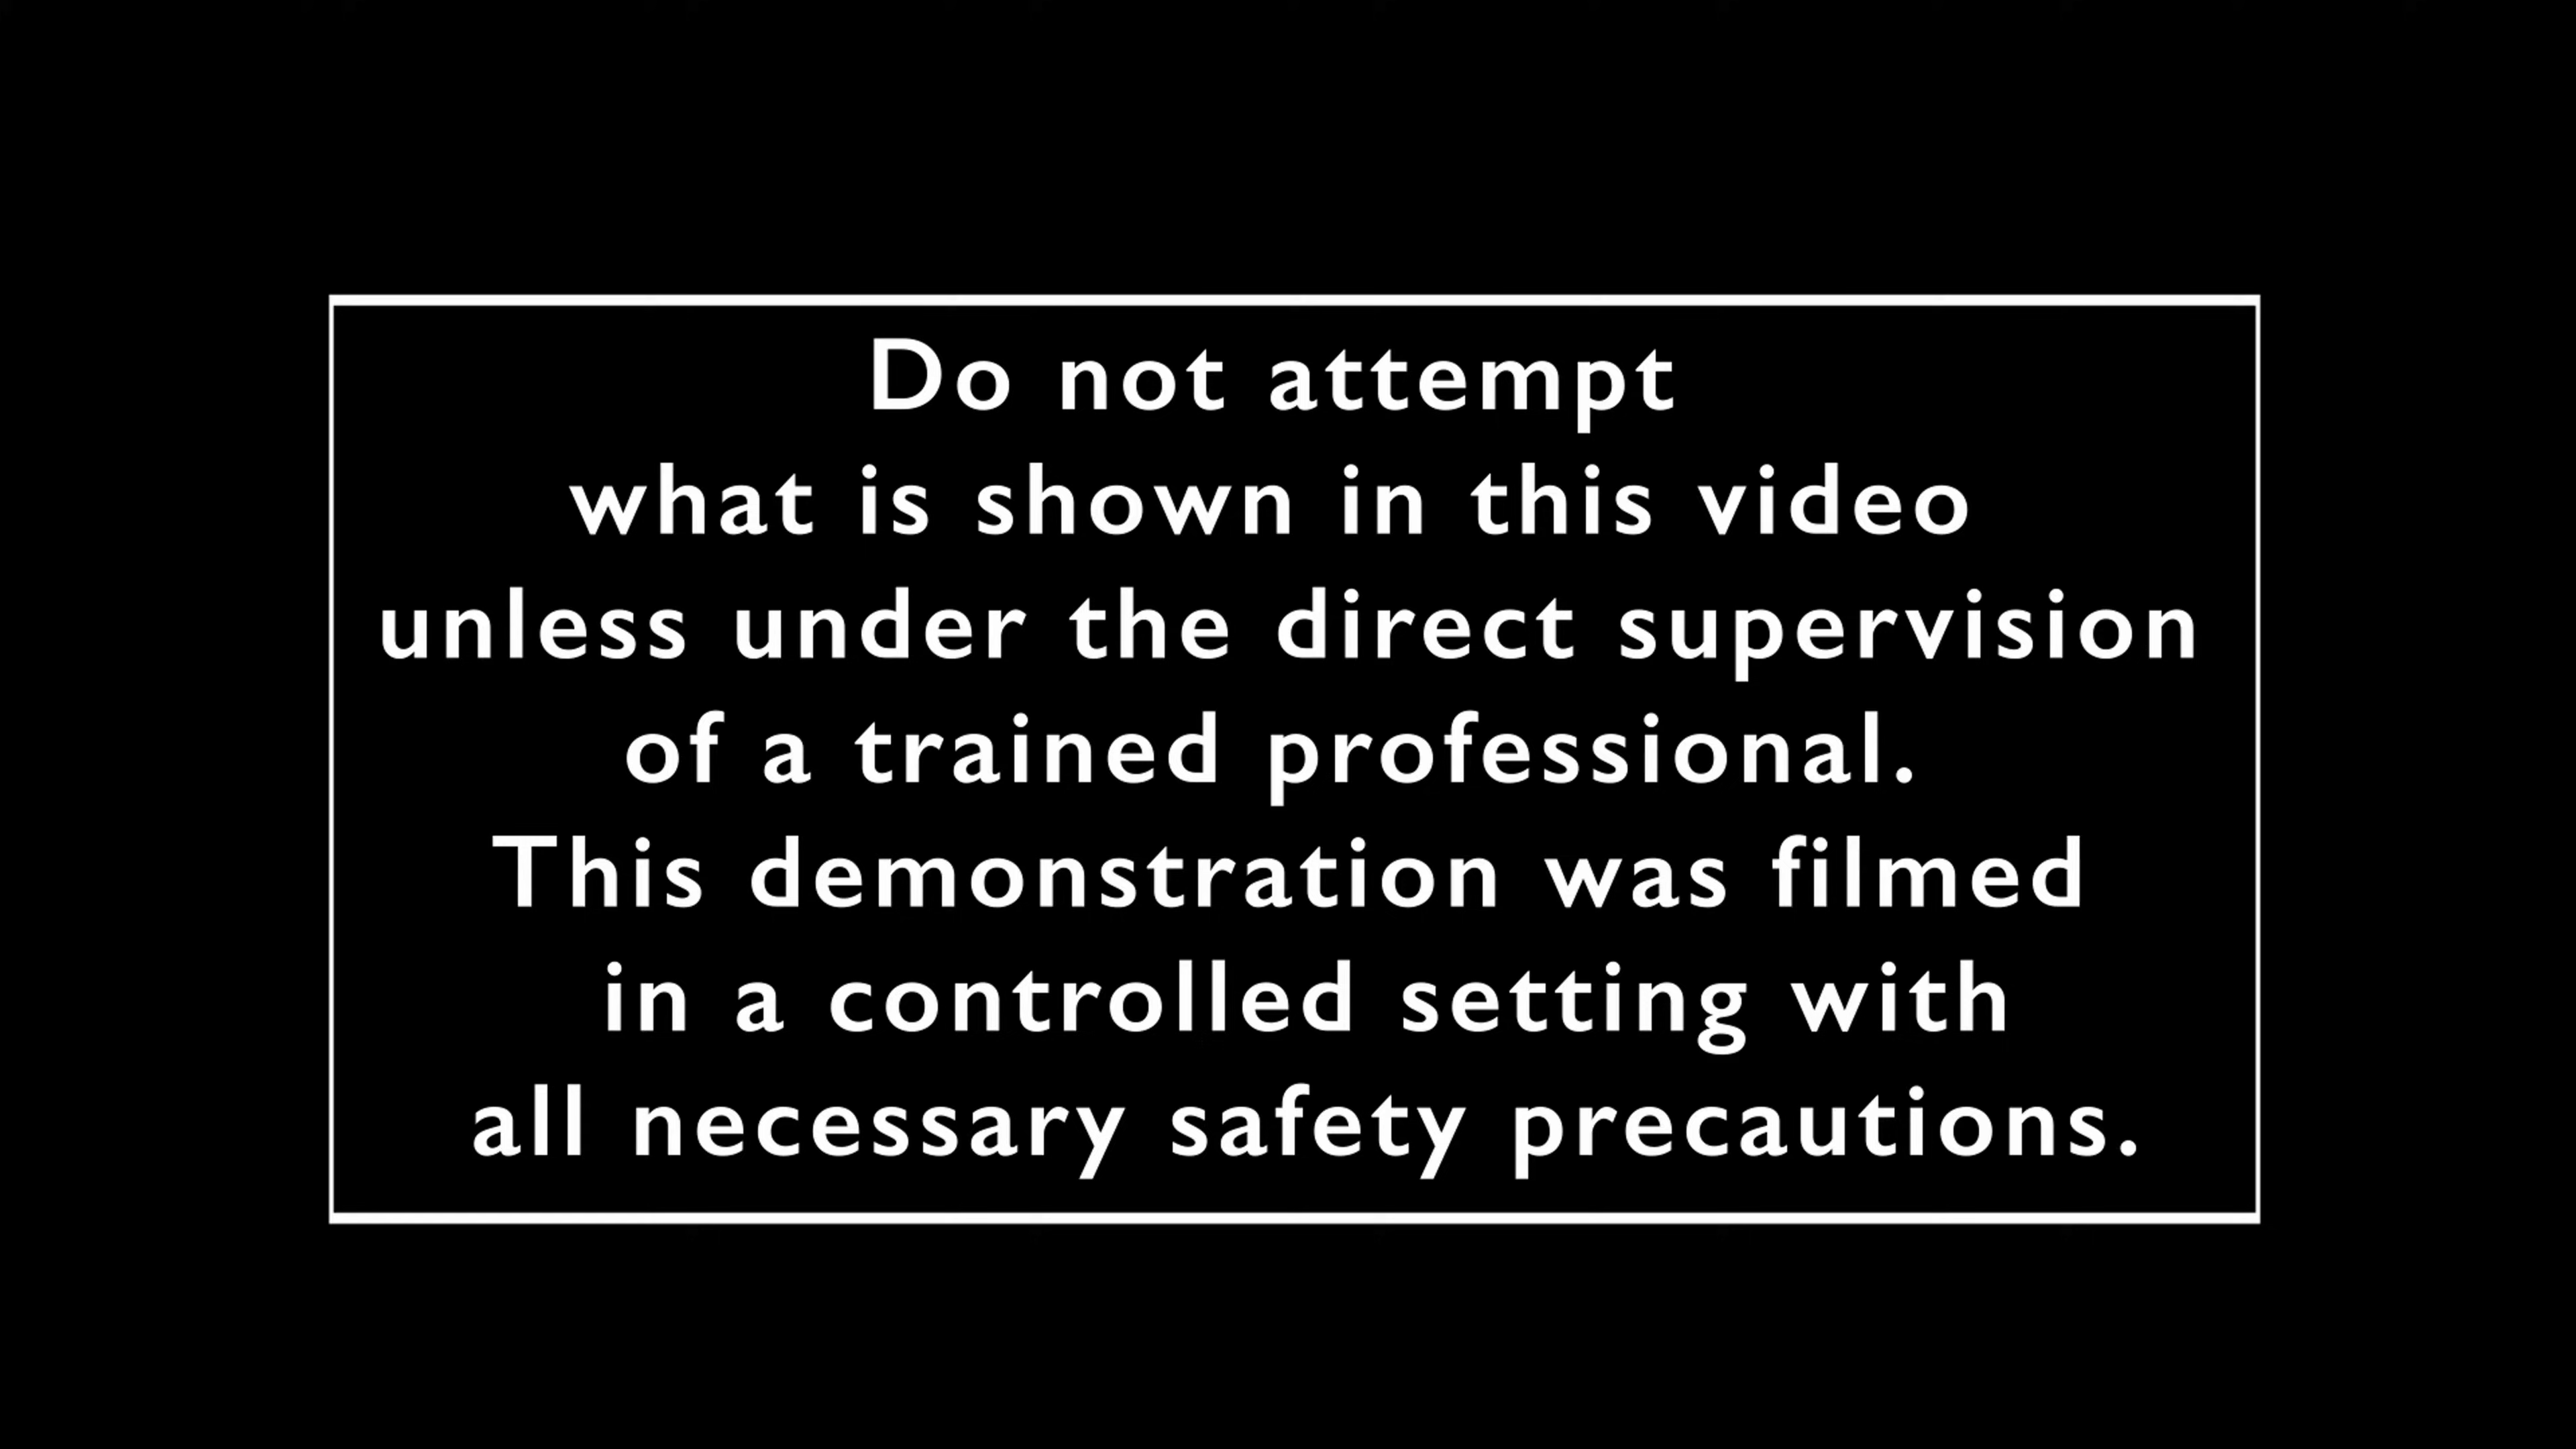 Do not attempt
what is shown in this video
unless under the direct supervision
of a trained professional.
This demonstration was filmed
in a controlled setting with
all necessary safety precautions.